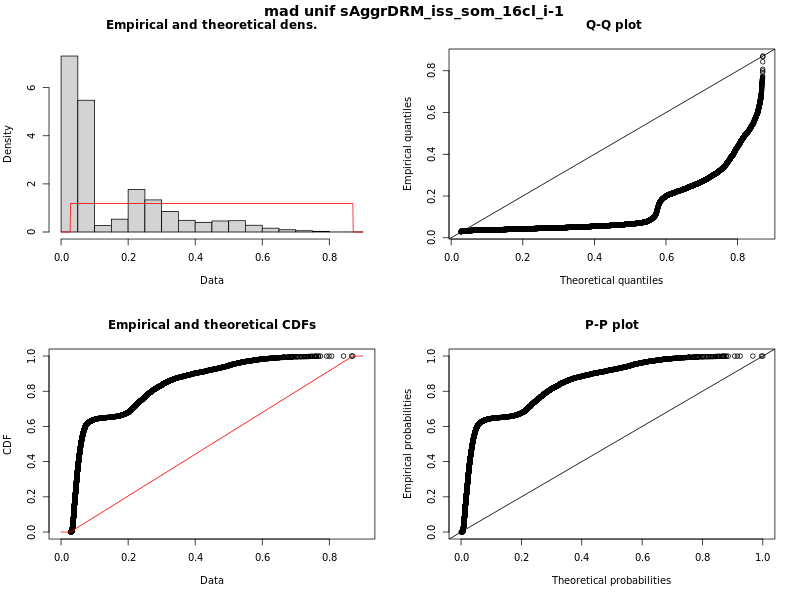 mad unif sAggrDRM_iss_som_16cl_i-1
Empirical and theoretical dens.
Density
0 2 4 6
0.0 0.2 0.4 0.6 0.8
Data
Q-Q plot
Empirical quantiles
0.0 0.2 0.4 0.6 0.8
0.0 0.2 0.4 0.6 0.8
Theoretical quantiles
Empirical and theoretical CDFs
CDF
0.0 0.2 0.4 0.6 0.8 1.0
0.0 0.2 0.4 0.6 0.8
Data
P-P plot
Empirical probabilities
0.0 0.2 0.4 0.6 0.8 1.0
0.0 0.2 0.4 0.6 0.8 1.0
Theoretical probabilities